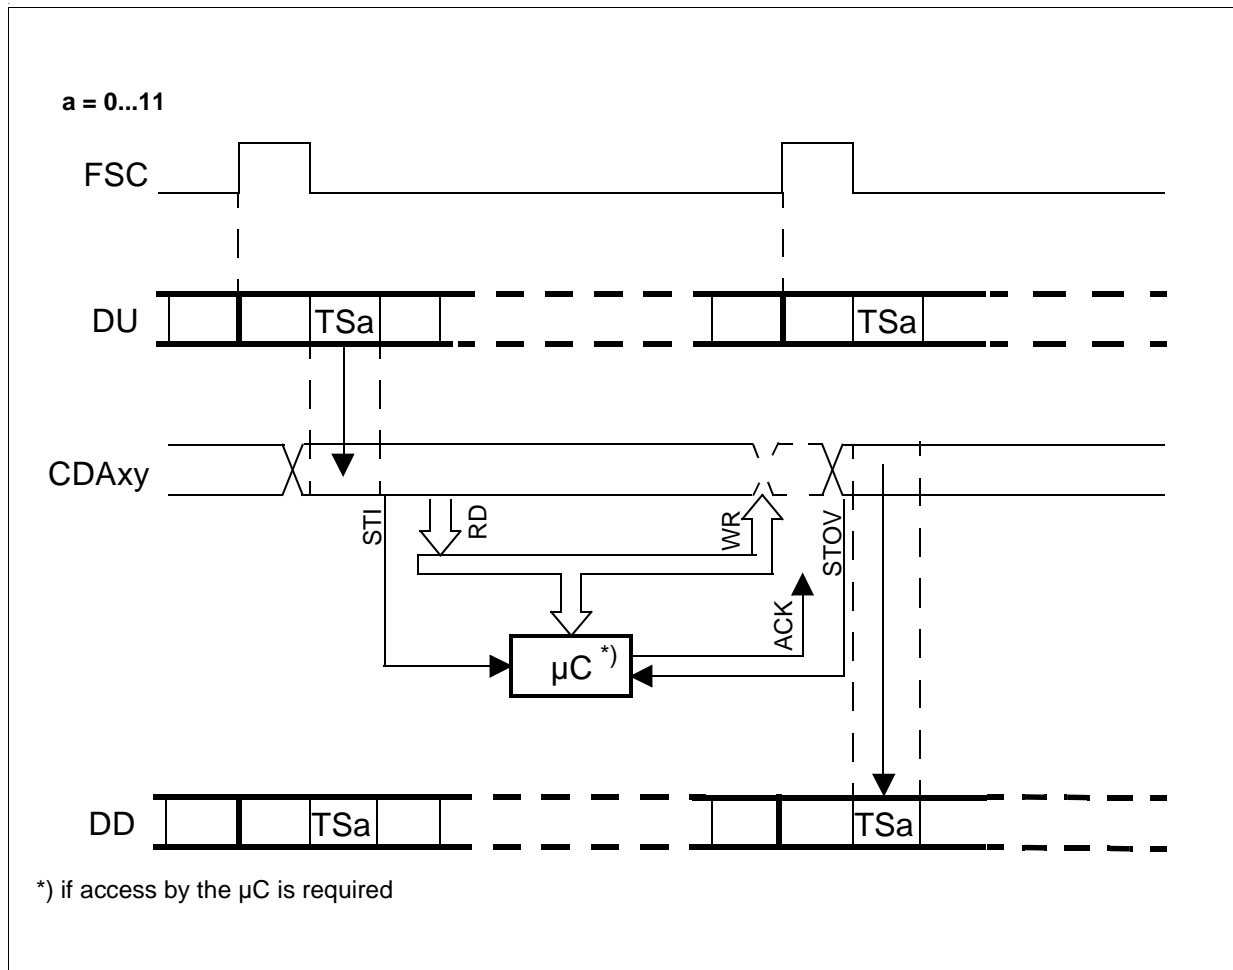 a = 0...11
FSC
DU
TSa
TSa
CDAxy
STI
RD
WR
STOV
ACK
µC *)
DD
TSa
TSa
*) if access by the µC is required